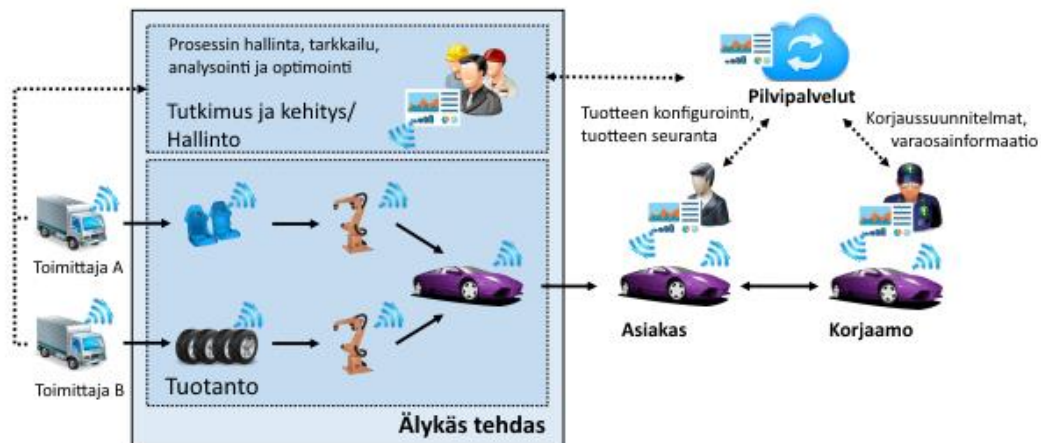 Prosessin hallinta, tarkkailu,
analysointi ja optimointi
Tutkimus ja kehitys/
Hallinto
Pilvipalvelut
Tuotteen konfigurointi,
tuotteen seuranta
Korjaussuunnitelmat,
varaosainformaatio
Toimittaja A
Toimittaja B
Tuotanto
Älykäs tehdas
Asiakas
Korjaamo